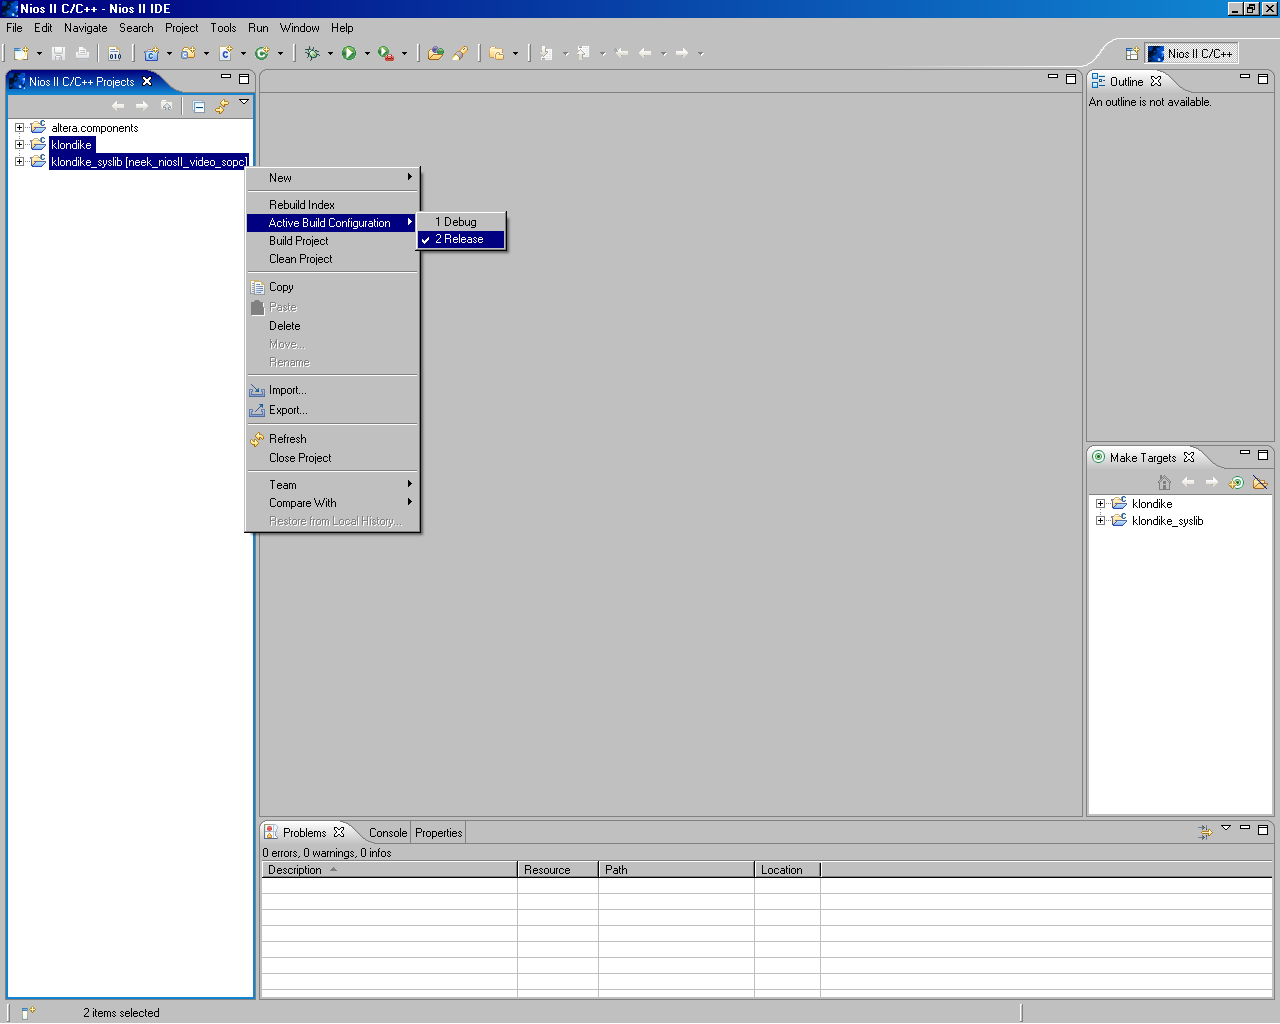 Nios II C/C++ - Nios II IDE
File Edit Navigate Search Project Tools Run Window Help
010
Nios II C/C++
Nios II C/C++ Projects
altera.components
klondike
klondike_syslib [neek_niosII_video_sopc]
New
Rebuild Index
Active Build Configuration
Build Project
Clean Project
Copy
Paste
Delete
Move...
Rename
Import...
Export...
Refresh
Close Project
Team
Compare With
Restore from Local History...
1 Debug
2 Release
Outline
An outline is not available.
Make Targets
klondike
klondike_syslib
Problems Console Properties
0 errors, 0 warnings, 0 infos
Description Resource Path Location
2 items selected